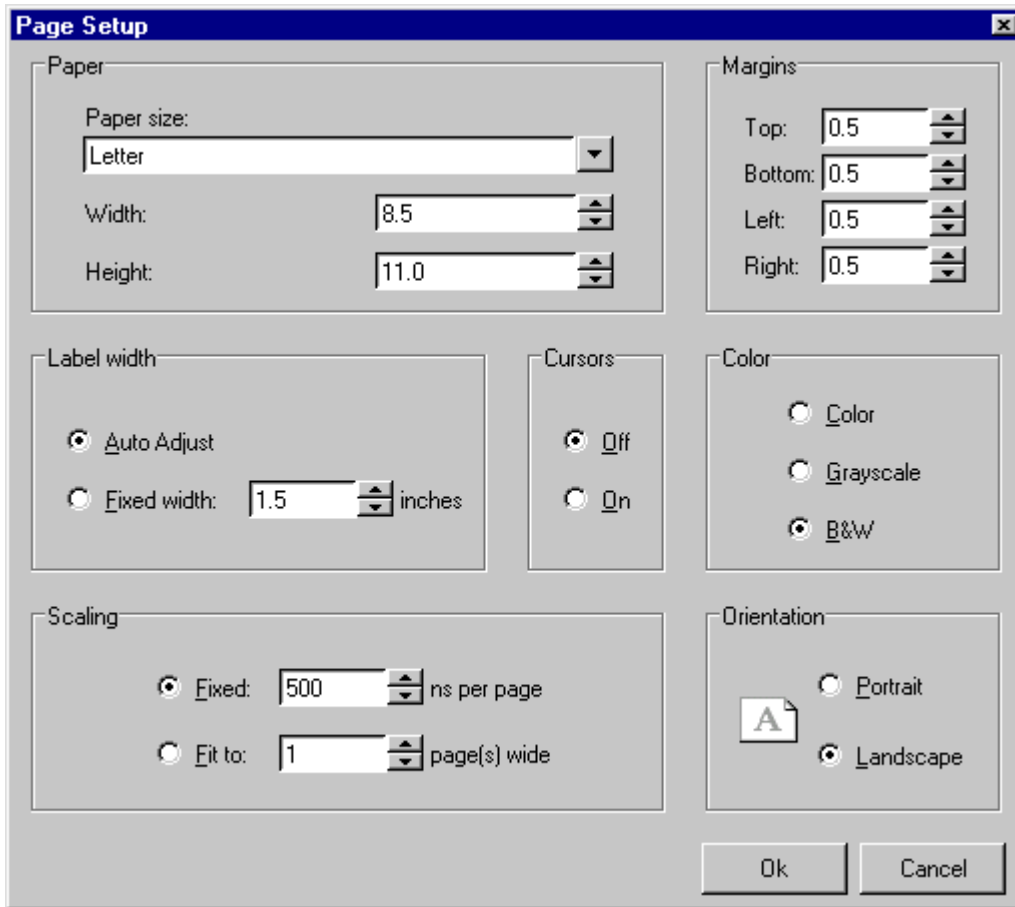 Page Setup
Paper
Paper size:
Letter
Width: 8.5
Height: 11.0
Margins
Top: 0.5
Bottom: 0.5
Left: 0.5
Right: 0.5
Label width
Auto Adjust
Fixed width: 1.5 inches
Cursors
Off
On
Color
Color
Grayscale
B&W
Scaling
Fixed: 500 ns per page
Fit to: 1 page(s) wide
Orientation
A
Portrait
Landscape
Ok Cancel